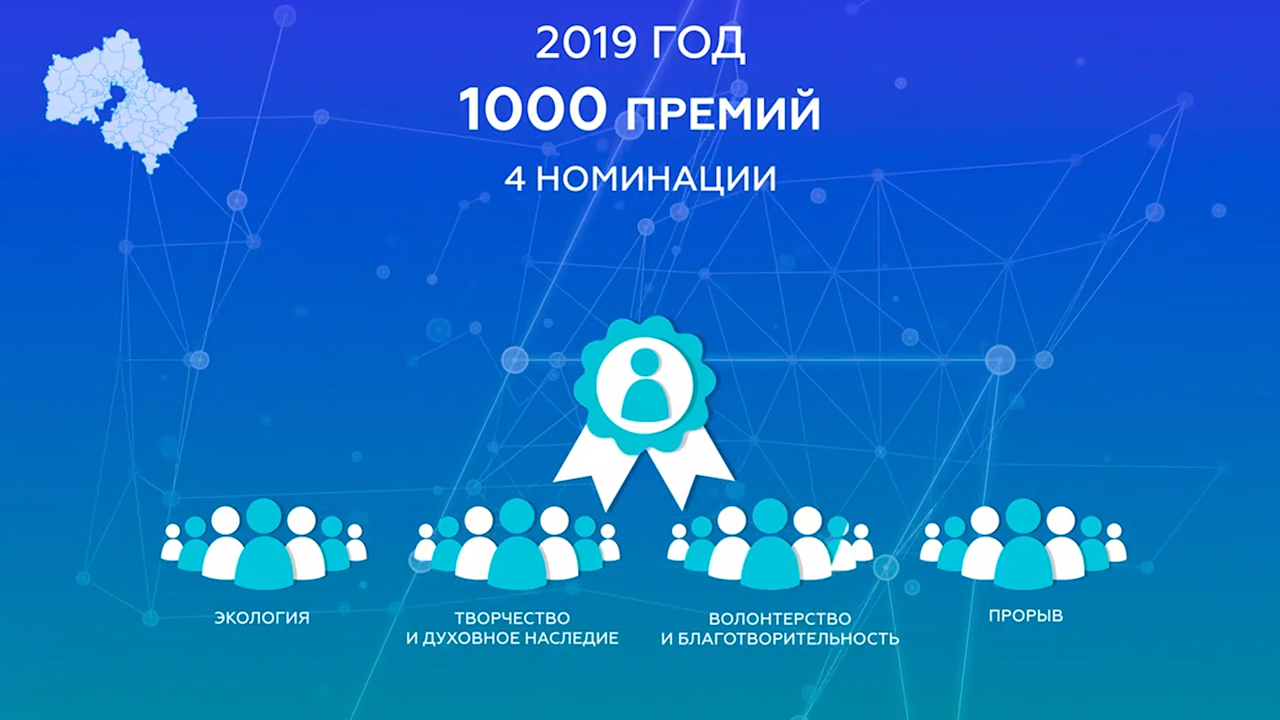 2019 ГОД
1000 ПРЕМИЙ
4 НОМИНАЦИИ
ЭКОЛОГИЯ
ТВОРЧЕСТВО
И ДУХОВНОЕ НАСЛЕДИЕ
ВОЛОНТЕРСТВО
И БЛАГОТВОРИТЕЛЬНОСТЬ
ПРОРЫВ